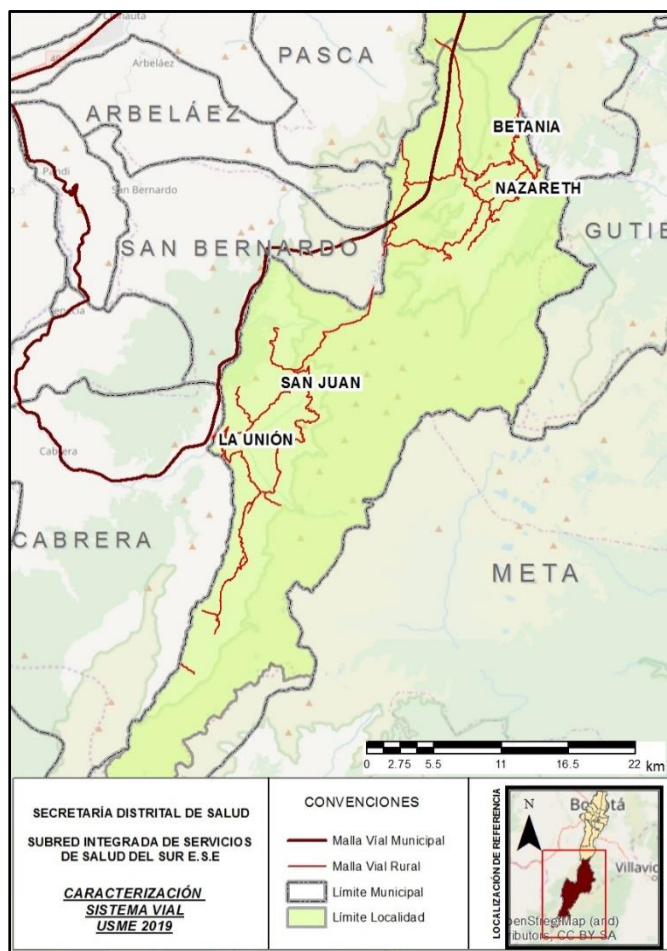 Arbeláez
PASCA
ARBELÁEZ
BETANIA
Pandi
San Bernardo
NAZARETH
SAN BERNARDO
GUTIE
SAN JUAN
LA UNIÓN
Cabrera
CABRERA
META
0 2.75 5.5 11 16.5 22
km
SECRETARÍA DISTRITAL DE SALUD
SUBRED INTEGRADA DE SERVICIOS
DE SALUD DEL SUR E.S.E
CARACTERIZACIÓN
SISTEMA VIAL
USME 2019
CONVENCIONES
Malla Víal Municipal
Malla Vial Rural
Límite Municipal
Límite Localidad
LOCALIZACIÓN DE REFERENCIA
N
Bogotá
Villavic
penStreetMap (and)
ributors, CC BY-SA